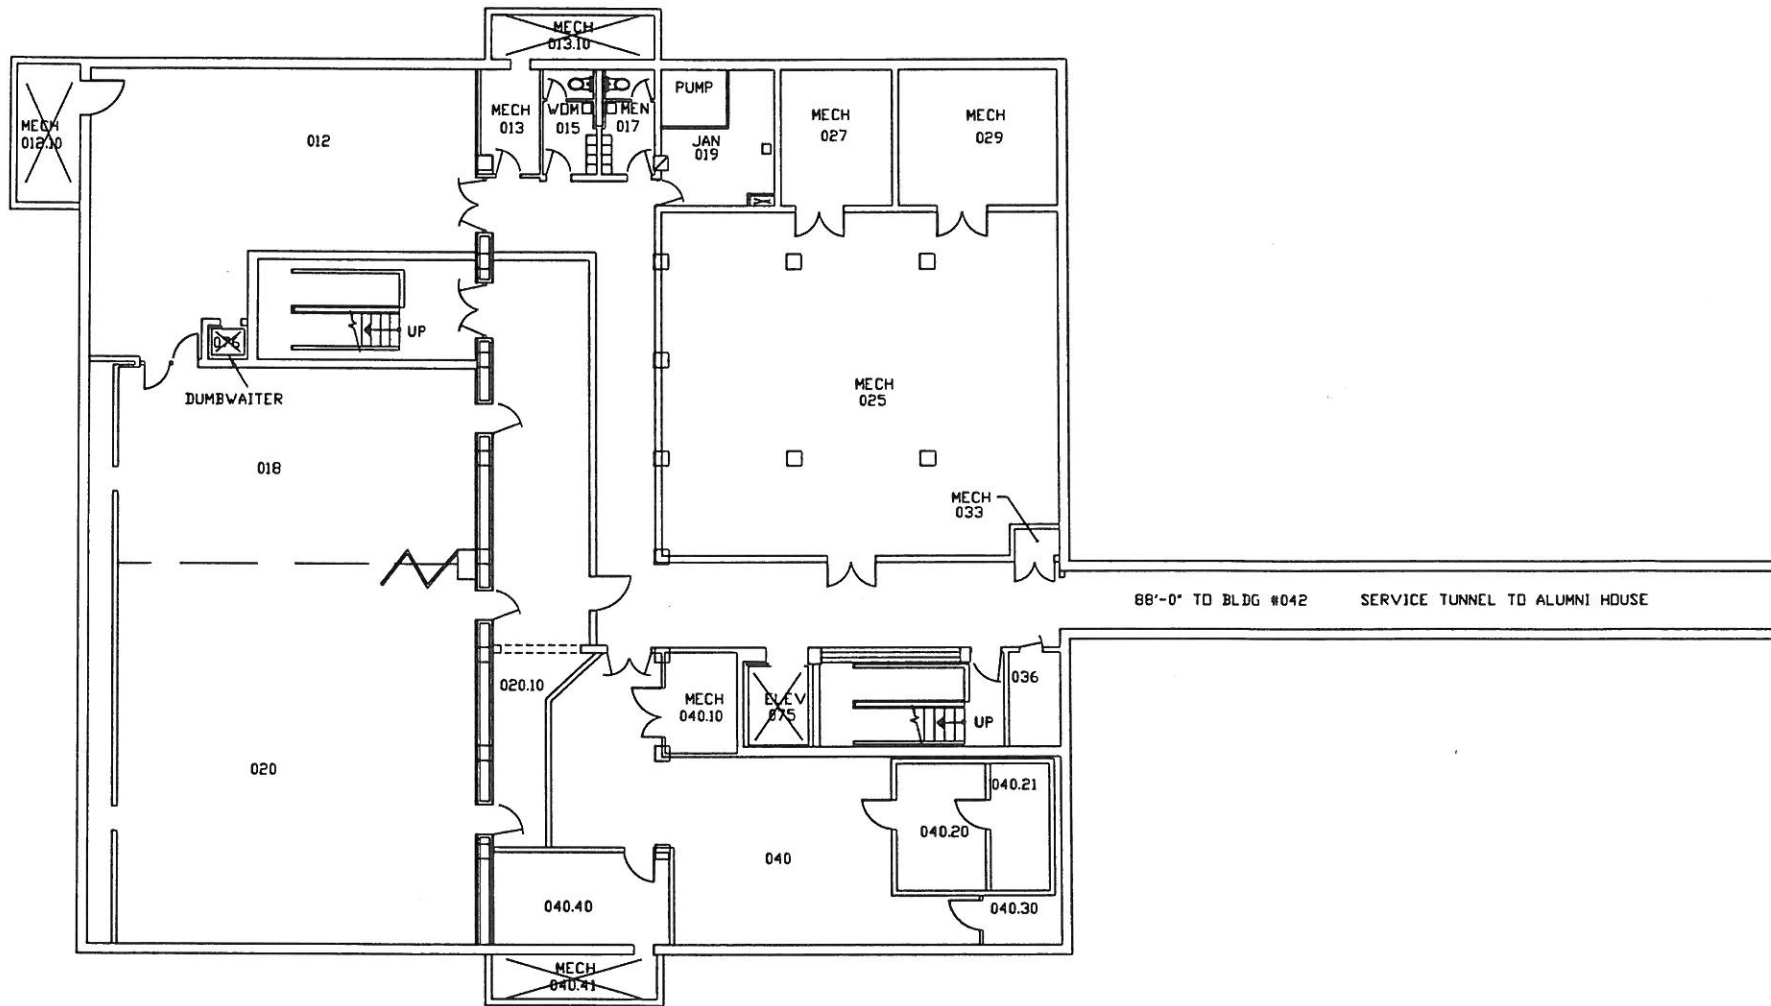 MECH
013.10
MECH
012.10
012
MECH
013
WOM
015
MEN
017
PUMP
JAN
019
MECH
027
MECH
029
UP
076
DUMBWAITER
MECH
025
018
MECH
033
88'-0" TO BLDG #042
SERVICE TUNNEL TO ALUMNI HOUSE
020.10
MECH
040.10
ELEV
075
UP
036
020
040.21
040.20
040
040.40
040.30
MECH
040.41